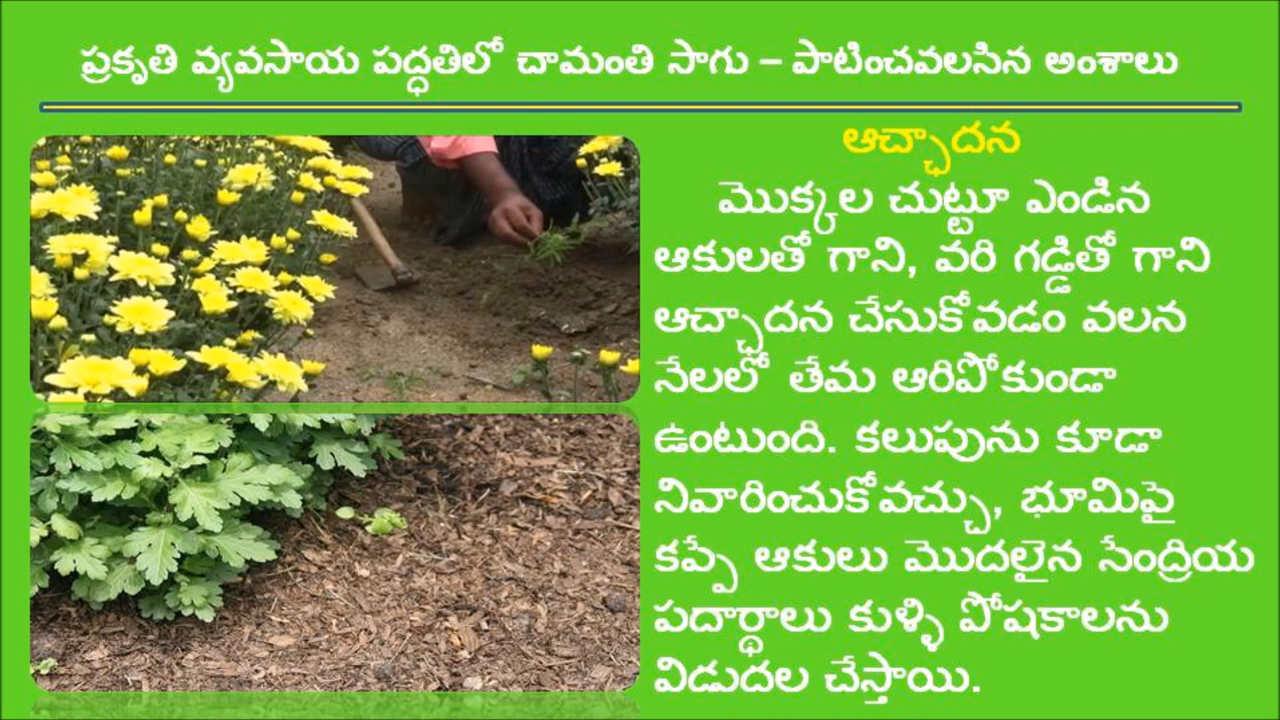 ప్రకృతి వ్యవసాయ పద్ధతిలో చామంతి సాగు – పాటించవలసిన అంశాలు
ఆచ్ఛాదన
మొక్కల చుట్టూ ఎండిన
ఆకులతో గాని, వరి గడ్డితో గాని
ఆచ్ఛాదన చేసుకోవడం వలన
నేలలో తేమ ఆరిపోకుండా
ఉంటుంది. కలుపును కూడా
నివారించుకోవచ్చు, భూమిపై
కప్పే ఆకులు మొదలైన సేంద్రియ
పదార్థాలు కుళ్ళి పోషకాలను
విడుదల చేస్తాయి.